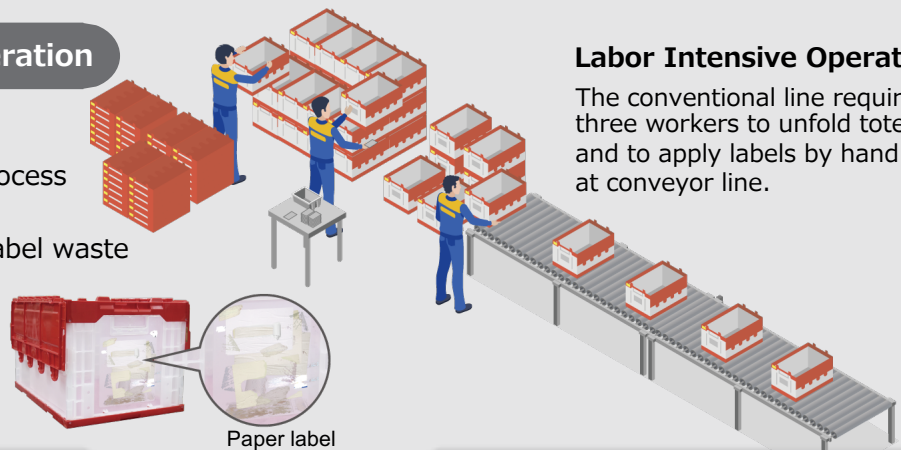 eration
ocess
abel waste
Paper label
Labor Intensive Operat
The conventional line requir
three workers to unfold tote
and to apply labels by hand
at conveyor line.